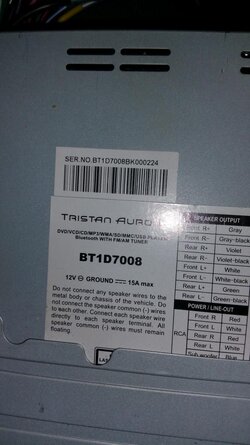 SER.NO.BT1D7008BK000224
TRISTAN AURO
DVD/VCD/CD/MP3/WMA/SD/MMC/USB PLAYER
Bluetooth WITH FM/AM TUNER
BT1D7008
12V GROUND 15A max
Do not connect any speaker wires to the
metal body or chassis of the vehicle. Do
not connect the speaker common (-) wires
to each other. Connect each speaker wire
directly to each speaker terminal. All
speaker common (-) wires must remain
floating.
SPEAKER OUTPUT
Front R+ Gray
Front R- Gray-black
Rear R+ Violet
Rear R- Violet-black
Front L+ White
Front L- White-black
Rear L+ Green
Rear L- Green-black
POWER / LINE-OUT
RCA
Front R Red
Front L White
Rear R Red
Rear L White
Sub-woofer Blue